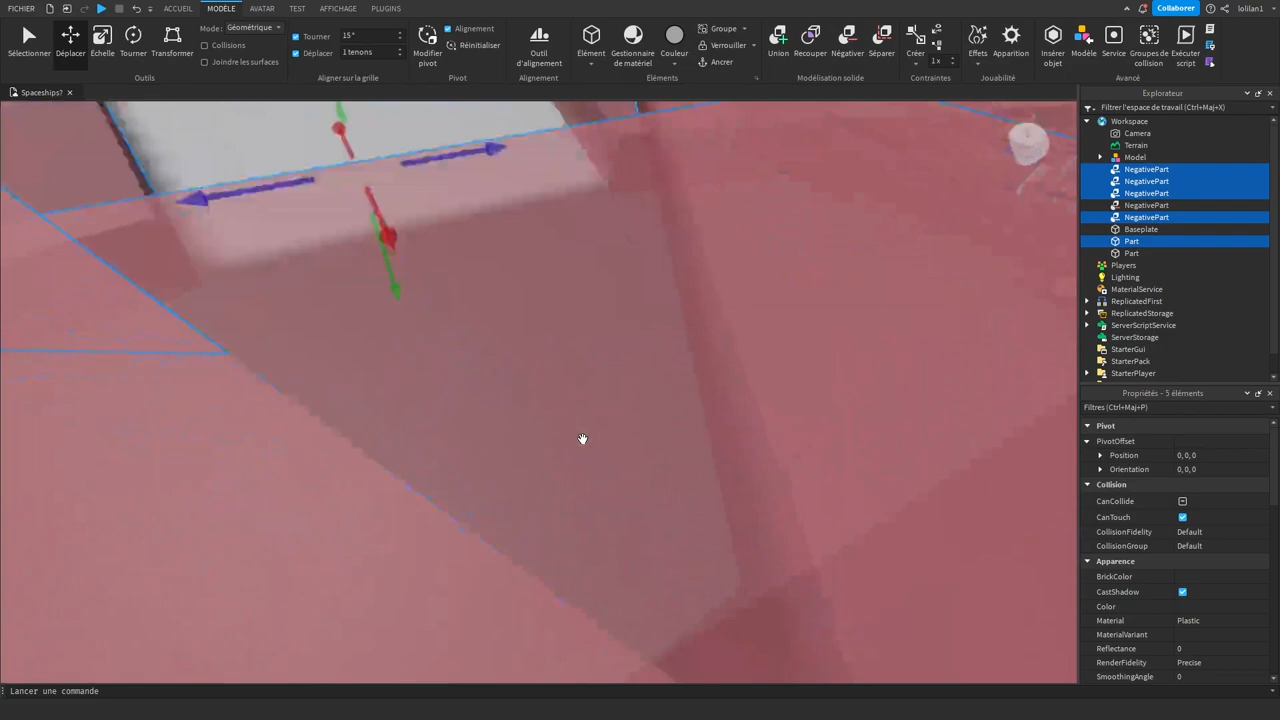 FICHIER ACCUEIL MODÈLE AVATAR TEST AFFICHAGE PLUGINS Collaborer lolilan1
Mode: Géométrique
Collisions
Joindre les surfaces
Sélectionner Déplacer Échelle Tourner Transformer
Outils
Tourner 15°
Déplacer 1 tenons
Aligner sur la grille
Modifier pivot
Alignement
Réinitialiser
Pivot
Outil d'alignement
Alignement
Elément Gestionnaire de matériel Couleur
Groupe
Verrouiller
Ancrer
Eléments
Union Recouper Négativer Séparer
Modélisation solide
Créer
1 x
Contraintes
Effets Apparence
Jouabilité
Insérer objet Modèle Service Groupes de collision Exécuter script
Avancé
Spaceships?
Explorateur
Filtrer l'espace de travail (Ctrl+Maj+X)
Workspace
Camera
Terrain
Model
NegativePart
NegativePart
NegativePart
NegativePart
NegativePart
Baseplate
Part
Part
Players
Lighting
MaterialService
ReplicatedFirst
ReplicatedStorage
ServerScriptService
ServerStorage
StarterGui
StarterPack
StarterPlayer
Propriétés – 5 éléments
Filtres (Ctrl+Maj+P)
Pivot
PivotOffset
Position 0, 0, 0
Orientation 0, 0, 0
Collision
CanCollide
CanTouch
CollisionFidelity Default
CollisionGroup Default
Apparence
BrickColor
CastShadow
Color
Material Plastic
MaterialVariant
Reflectance 0
RenderFidelity Precise
SmoothingAngle 0
Lancer une commande